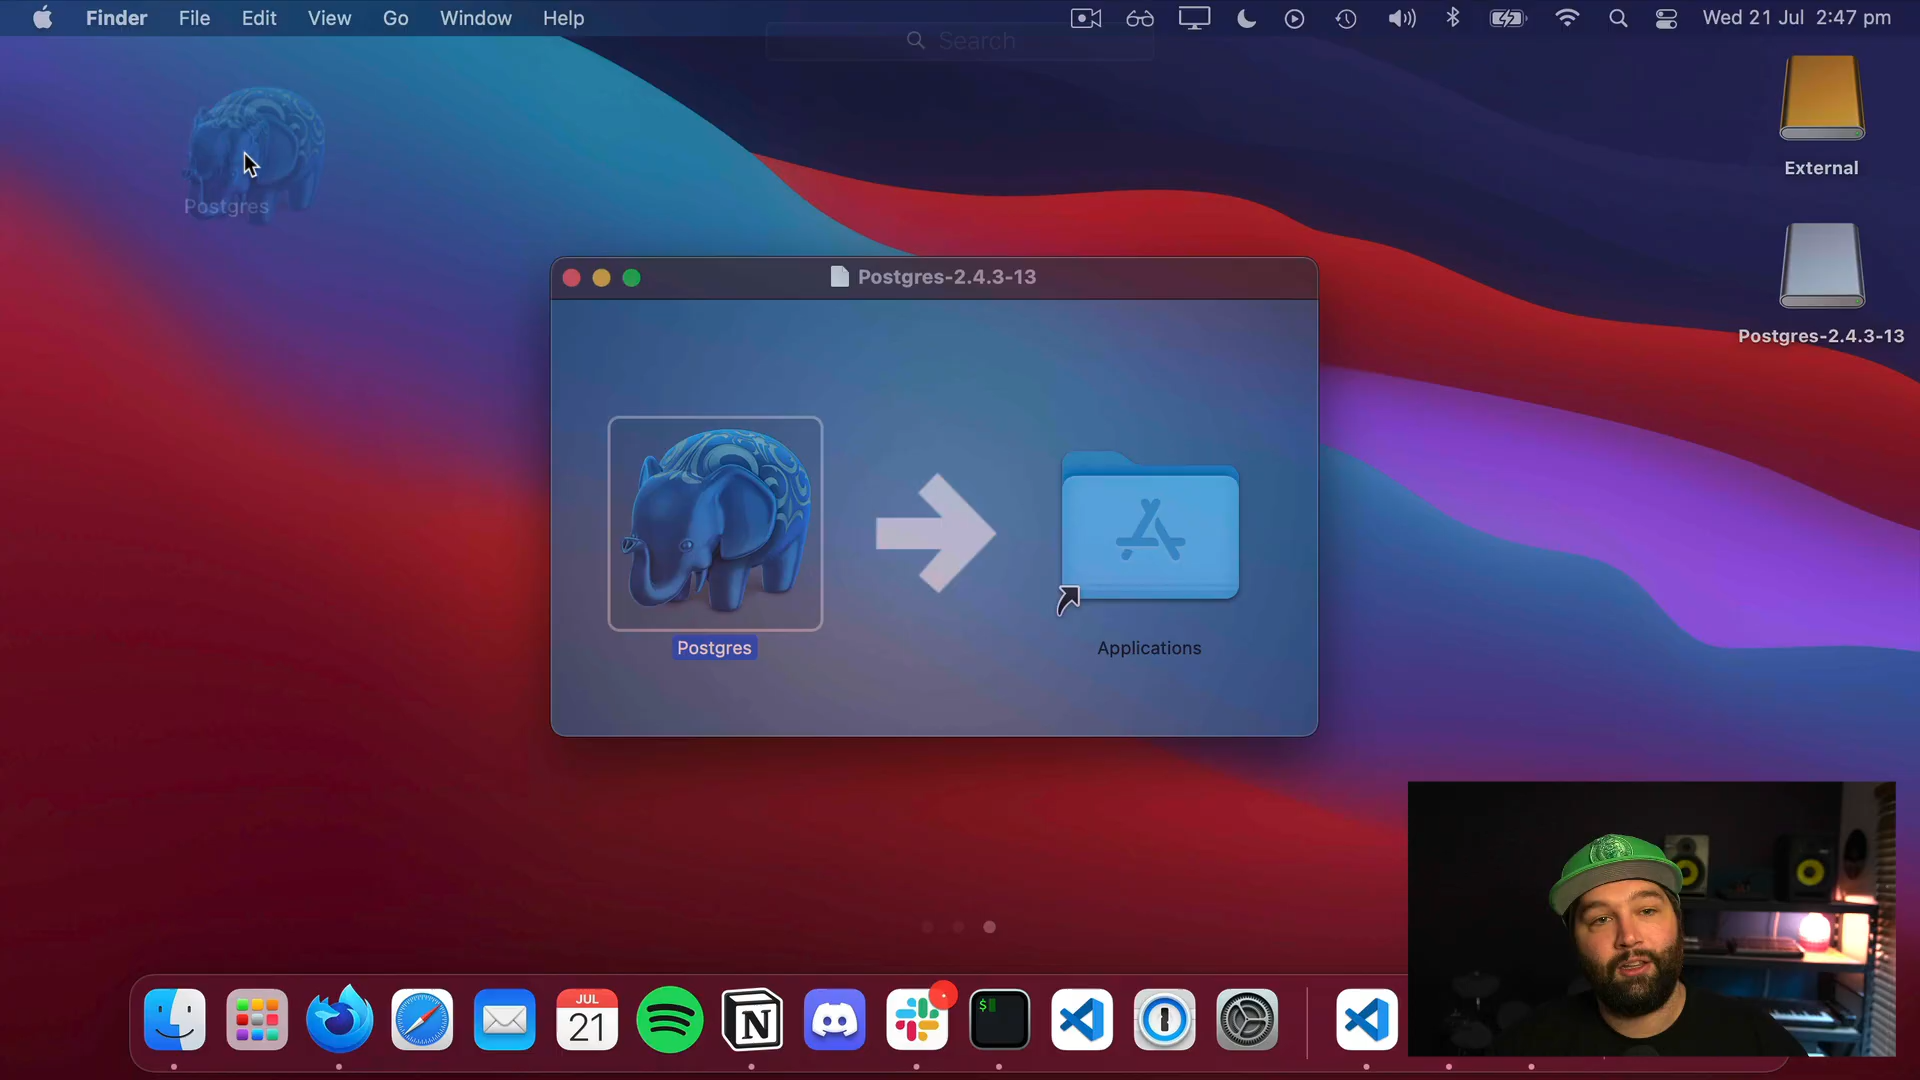 Finder File Edit View Go Window Help Wed 21 Jul 2:47 pm
Search
Postgres
External
Postgres-2.4.3-13
Postgres-2.4.3-13
Postgres
Applications
JUL
21
$